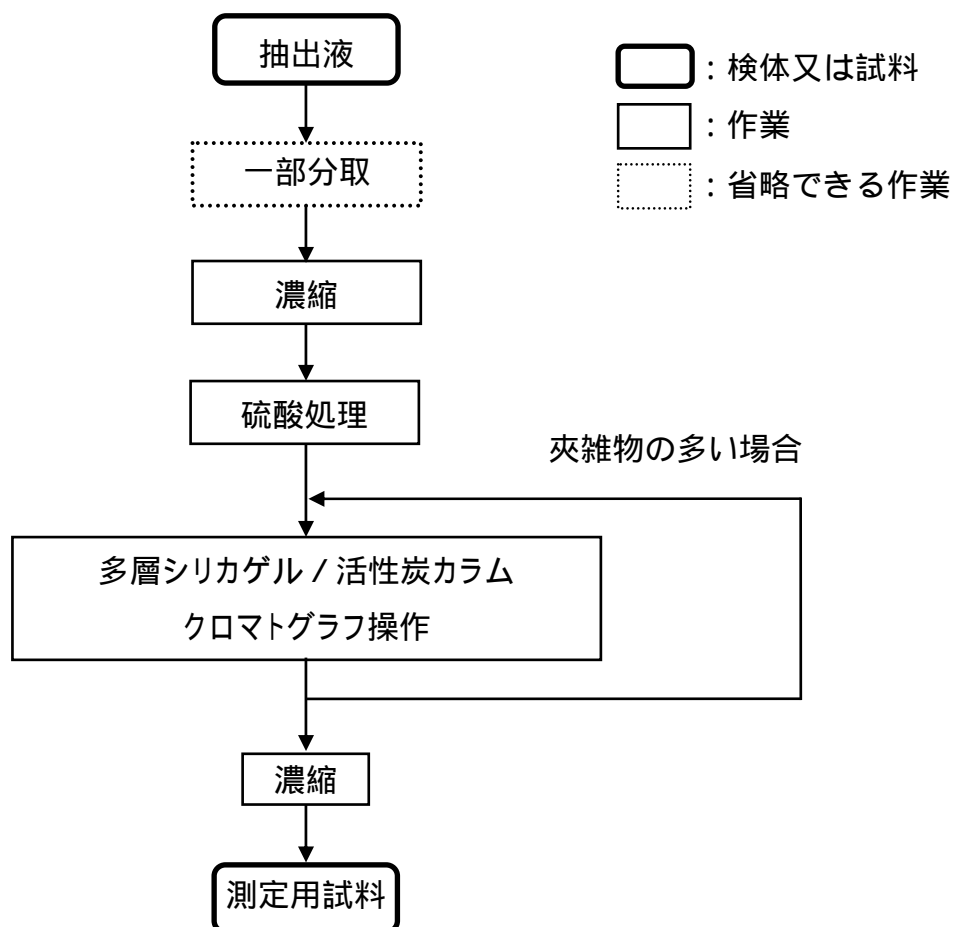 抽出液
：検体又は試料
：作業
一部分取
：省略できる作業
濃縮
硫酸処理
夾雑物の多い場合
多層シリカゲル / 活性炭カラム
クロマトグラフ操作
濃縮
測定用試料